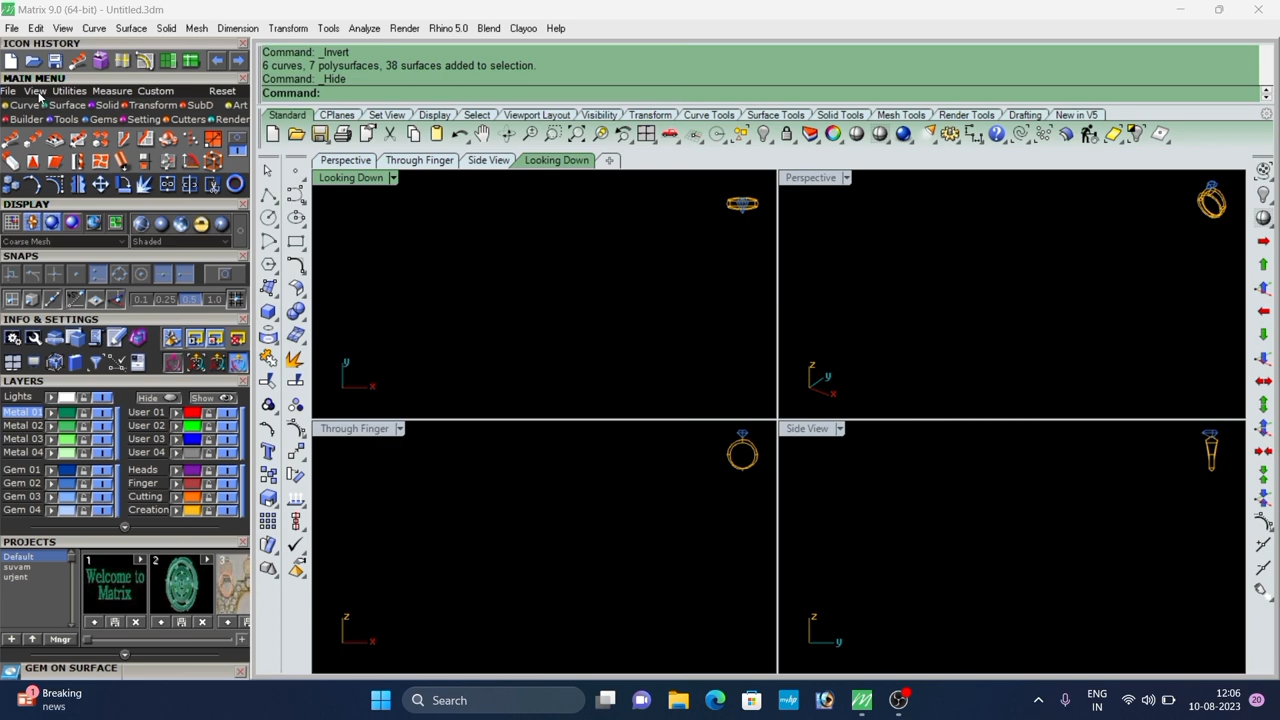 Matrix 9.0 (64-bit) - Untitled.3dm
File Edit View Curve Surface Solid Mesh Dimension Transform Tools Analyze Render Rhino 5.0 Blend Clayoo Help
ICON HISTORY
Command: _Invert
6 curves, 7 polysurfaces, 38 surfaces added to selection.
Command: _Hide
Command:
MAIN MENU
File View Utilities Measure Custom Reset
Curve Surface Solid Transform SubD Art
Builder Tools Gems Setting Cutters Render
Standard CPlanes Set View Display Select Viewport Layout Visibility Transform Curve Tools Surface Tools Solid Tools Mesh Tools Render Tools Drafting New in V5
Perspective Through Finger Side View Looking Down
Looking Down
Perspective
DISPLAY
Coarse Mesh Shaded
SNAPS
0.1 0.25 0.5 1.0
INFO & SETTINGS
y x
z y x
LAYERS
Lights Hide Show
Metal 01 User 01
Metal 02 User 02
Metal 03 User 03
Metal 04 User 04
Gem 01 Heads
Gem 02 Finger
Gem 03 Cutting
Gem 04 Creation
Through Finger
Side View
PROJECTS
Default
suvam
urjent
1 2 3
Welcome to Matrix
Mngr
z x
z y
GEM ON SURFACE
1
Breaking
news
Search
ENG
IN
12:06
10-08-2023
20